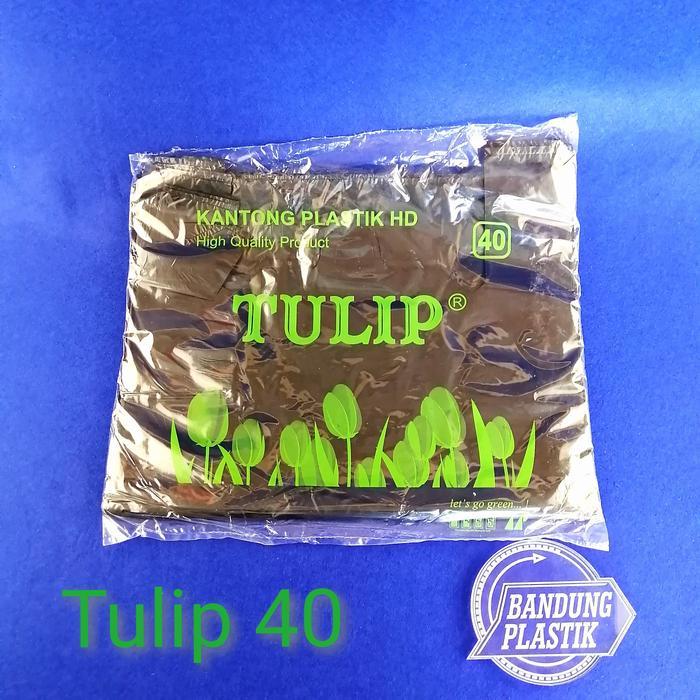 KANTONG PLASTIK HD
High Quality Product
40
TULIP®
let's go green...!
Tulip 40
BANDUNG
PLASTIK